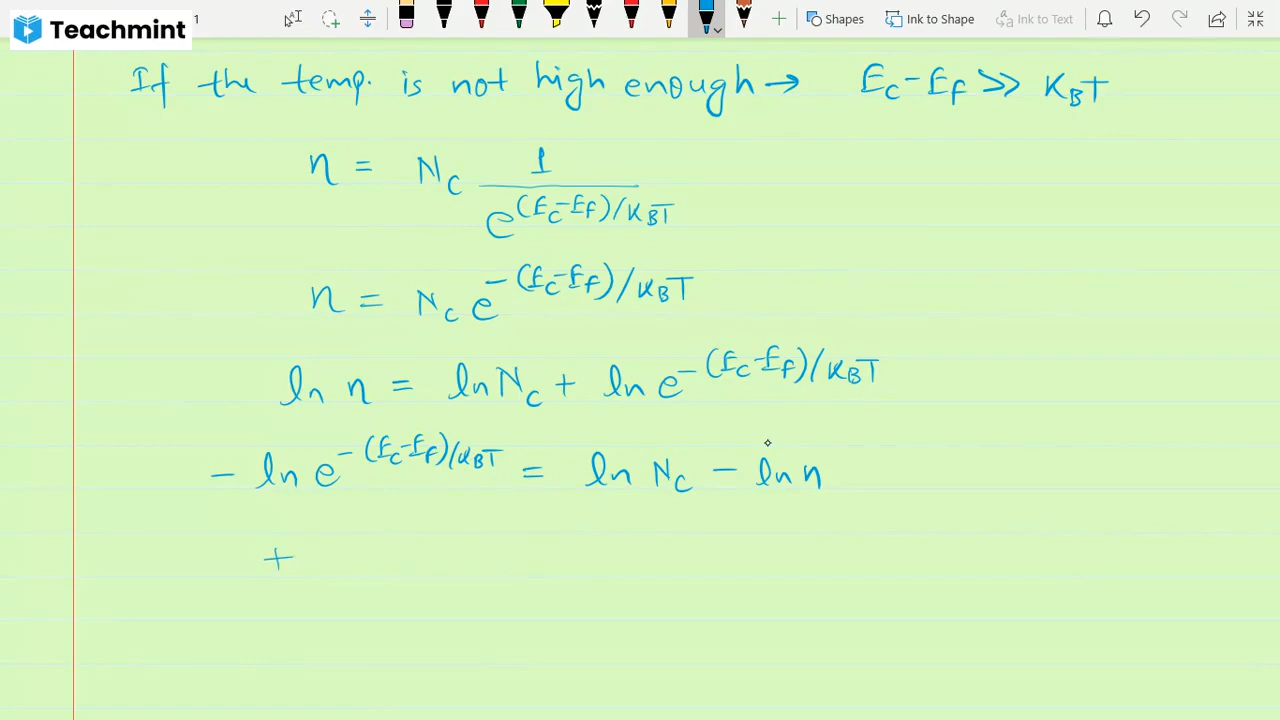 1
Shapes Ink to Shape Ink to Text
Teachmint
If the temp. is not high enough → Ec-Ef >> KBT
n = Nc 1
e(Ec-Ef)/KBT
n = Nc e-(Ec-Ef)/KBT
ln n = ln Nc + ln e-(Ec-Ef)/KBT
- ln e-(Ec-Ef)/KBT = ln Nc - ln n
+